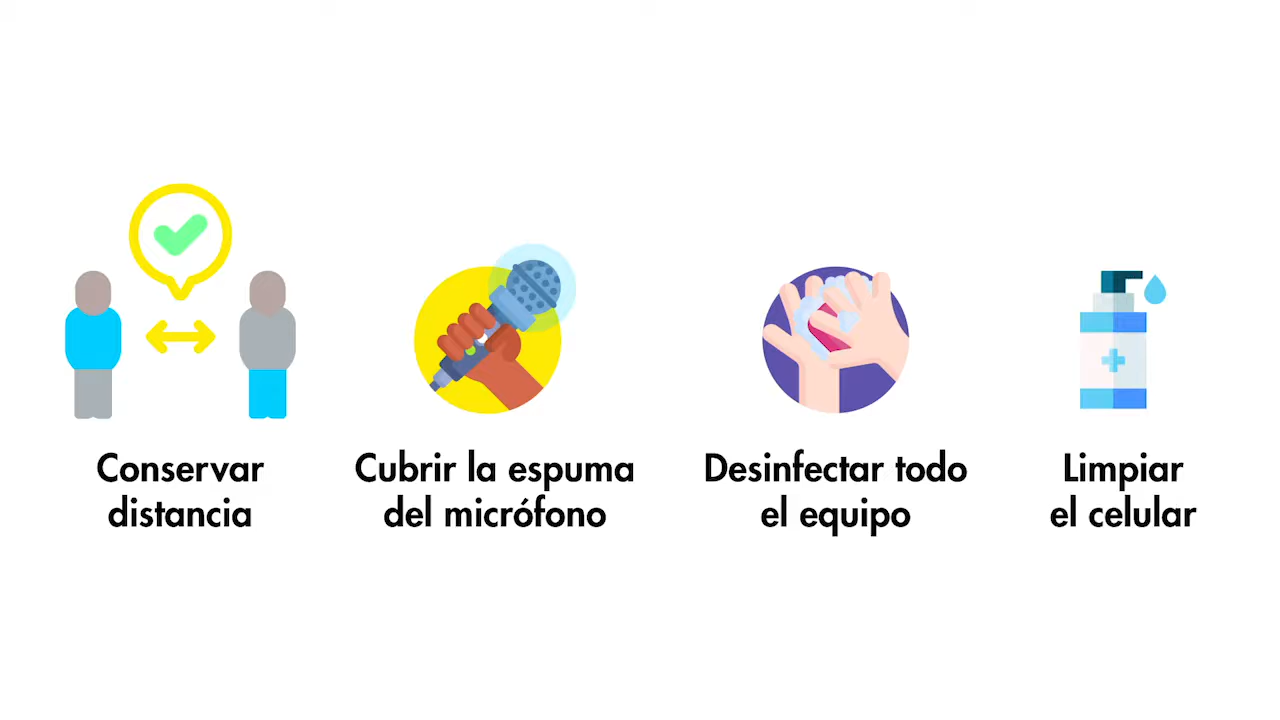 Conservar
distancia
Cubrir la espuma
del micrófono
Desinfectar todo
el equipo
Limpiar
el celular